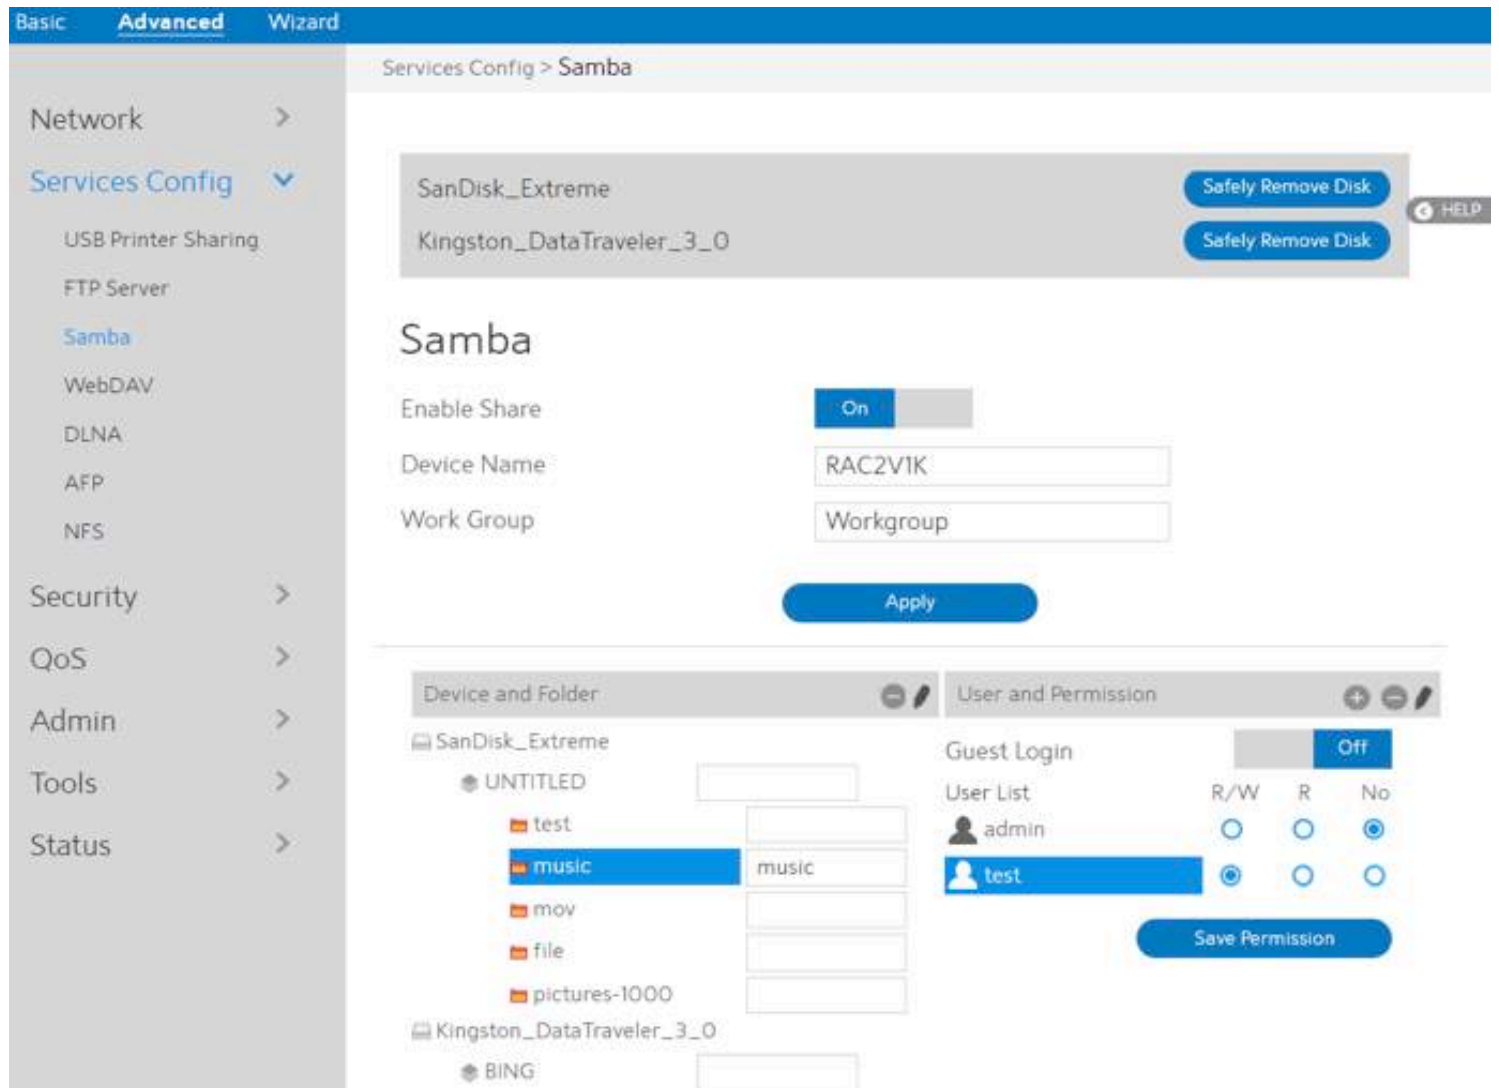 Basic Advanced Wizard
Services Config > Samba
Network
Services Config
USB Printer Sharing
FTP Server
Samba
WebDAV
DLNA
AFP
NFS
Security
QoS
Admin
Tools
Status
SanDisk_Extreme Safely Remove Disk
Kingston_DataTraveler_3_0 Safely Remove Disk
HELP
Samba
Enable Share On
Device Name RAC2V1K
Work Group Workgroup
Apply
Device and Folder
SanDisk_Extreme
UNTITLED
test
music music
mov
file
pictures-1000
Kingston_DataTraveler_3_0
BING
User and Permission
Guest Login Off
User List R/W R No
admin
test
Save Permission